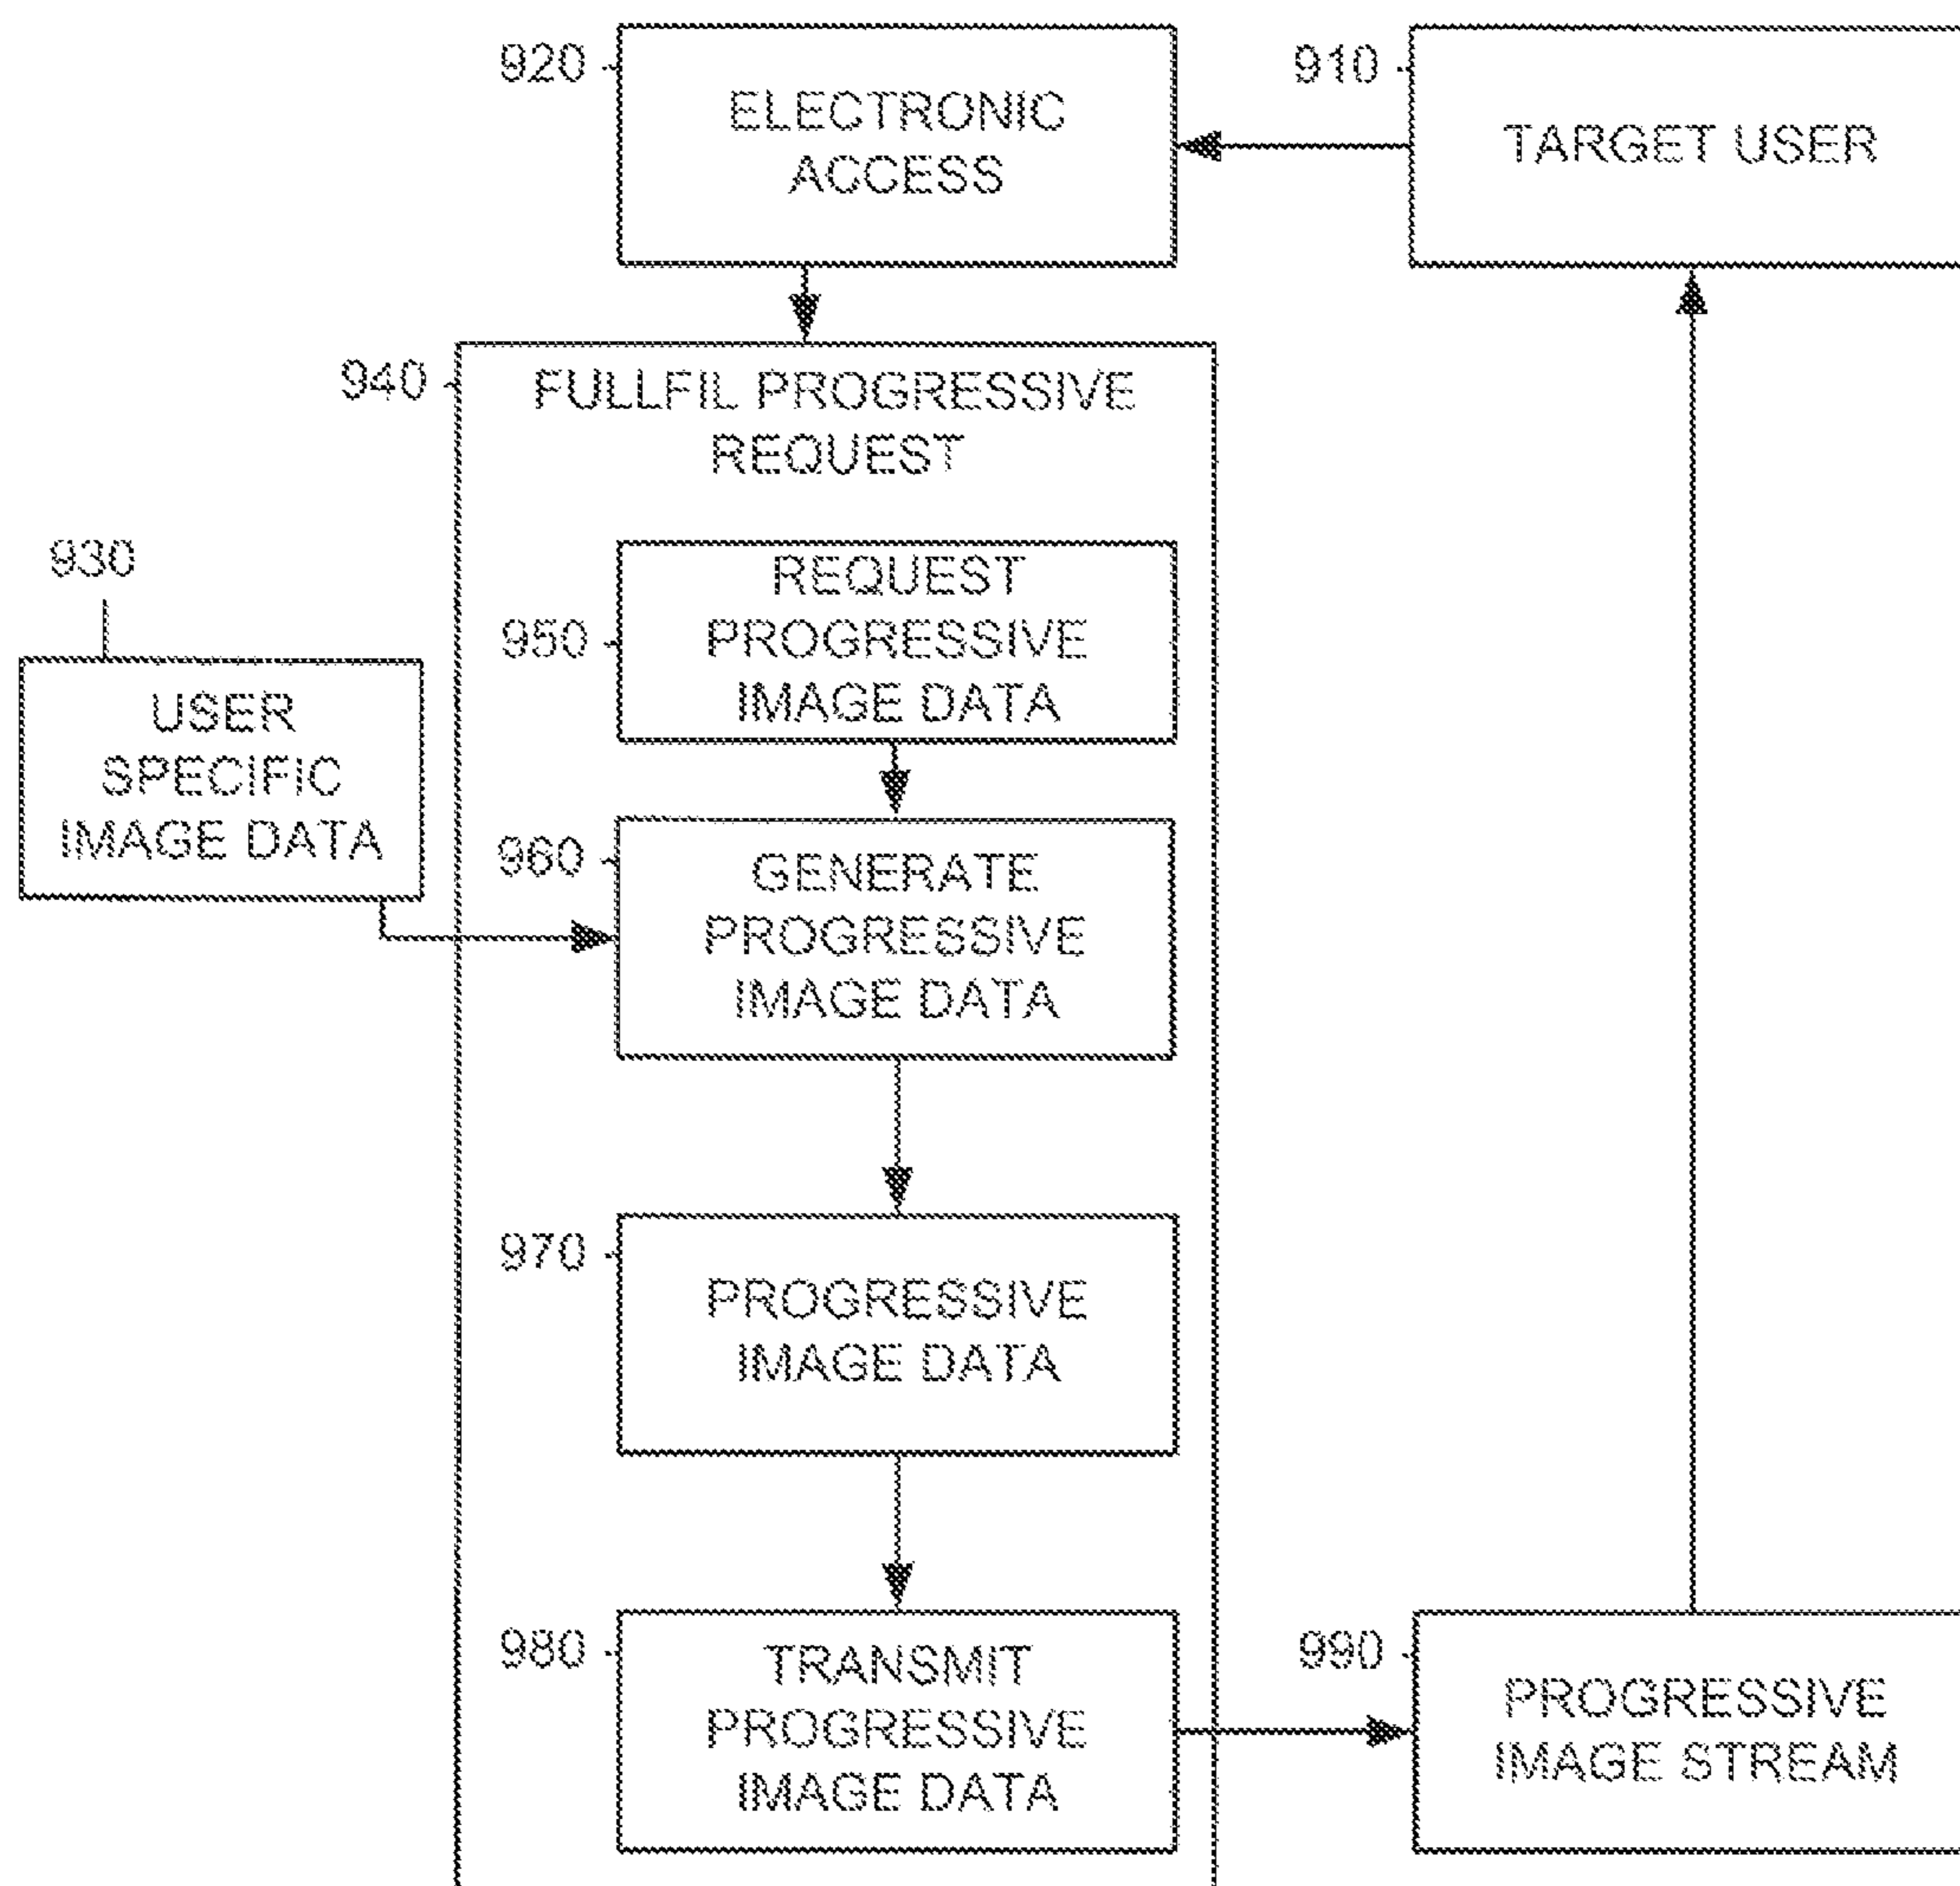 920
ELECTRONIC
ACCESS
910
TARGET USER
940
FULLFIL PROGRESSIVE
REQUEST
930
USER
SPECIFIC
IMAGE DATA
950
REQUEST
PROGRESSIVE
IMAGE DATA
960
GENERATE
PROGRESSIVE
IMAGE DATA
970
PROGRESSIVE
IMAGE DATA
980
TRANSMIT
PROGRESSIVE
IMAGE DATA
990
PROGRESSIVE
IMAGE STREAM